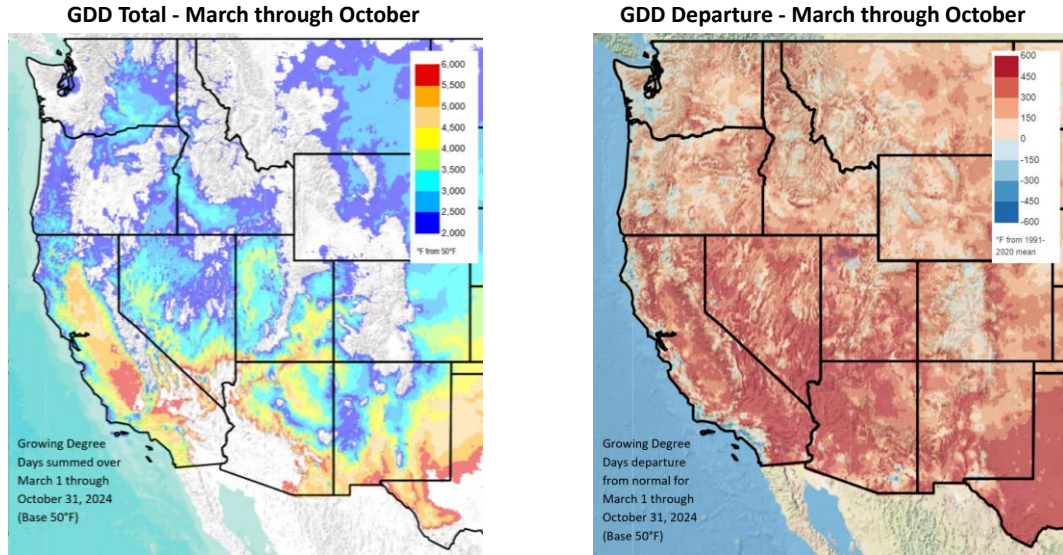 GDD Total - March through October
6,000
5,500
5,000
4,500
4,000
3,500
3,000
2,500
2,000
°F from 50°F
Growing Degree
Days summed over
March 1 through
October 31, 2024
(Base 50°F)
GDD Departure - March through October
600
450
300
150
0
-150
-300
-450
-600
°F from 1991-
2020 mean
Growing Degree
Days departure
from normal for
March 1 through
October 31, 2024
(Base 50°F)